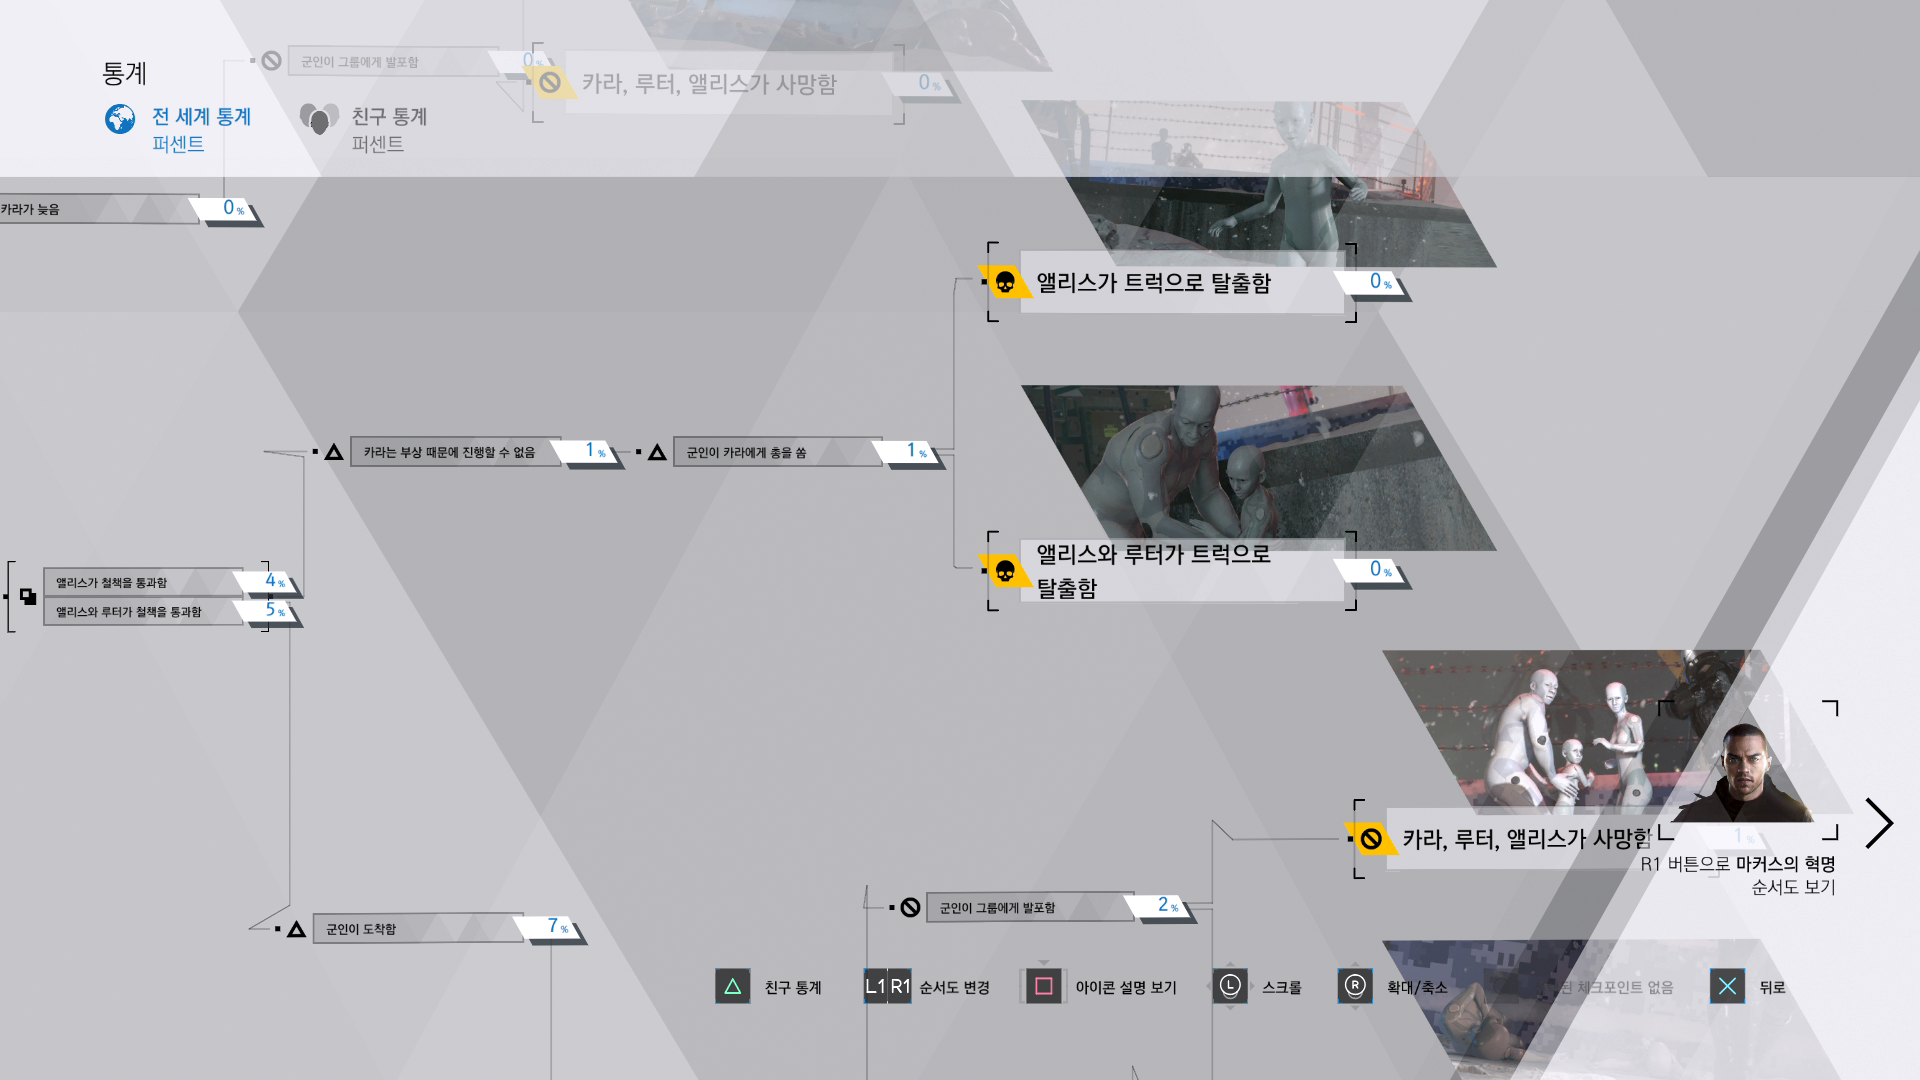 통계
전 세계 통계
퍼센트
친구 통계
퍼센트
군인이 그룹에게 발포함
0
카라, 루터, 앨리스가 사망함
0%
카라가 늦음
0%
앨리스가 트럭으로 탈출함
0%
카라는 부상 때문에 진행할 수 없음
1%
군인이 카라에게 총을 쏨
1%
앨리스와 루터가 트럭으로
탈출함
0%
앨리스가 철책을 통과함
4%
앨리스와 루터가 철책을 통과함
5%
카라, 루터, 앨리스가 사망함
1%
R1 버튼으로 마커스의 혁명
순서도 보기
군인이 그룹에게 발포함
2%
군인이 도착함
7%
친구 통계
L1 R1 순서도 변경
아이콘 설명 보기
L 스크롤
R 확대/축소
체크포인트 없음
뒤로